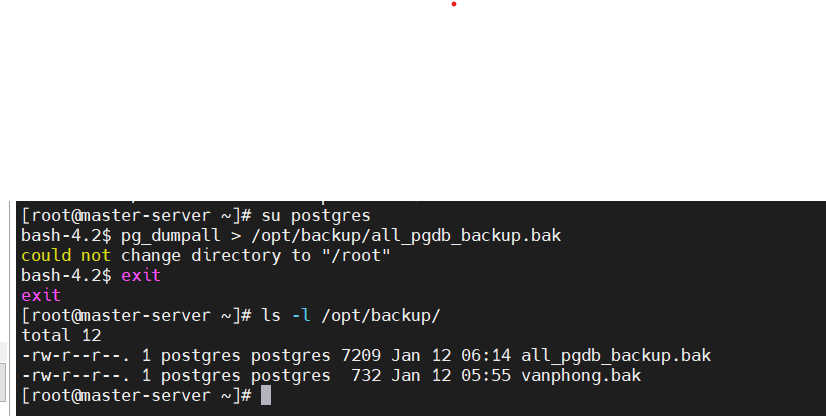 [root@master-server ~]# su postgres
bash-4.2$ pg_dumpall > /opt/backup/all_pgdb_backup.bak
could not change directory to "/root"
bash-4.2$ exit
exit
[root@master-server ~]# ls -l /opt/backup/
total 12
-rw-r--r--. 1 postgres postgres 7209 Jan 12 06:14 all_pgdb_backup.bak
-rw-r--r--. 1 postgres postgres  732 Jan 12 05:55 vanphong.bak
[root@master-server ~]#